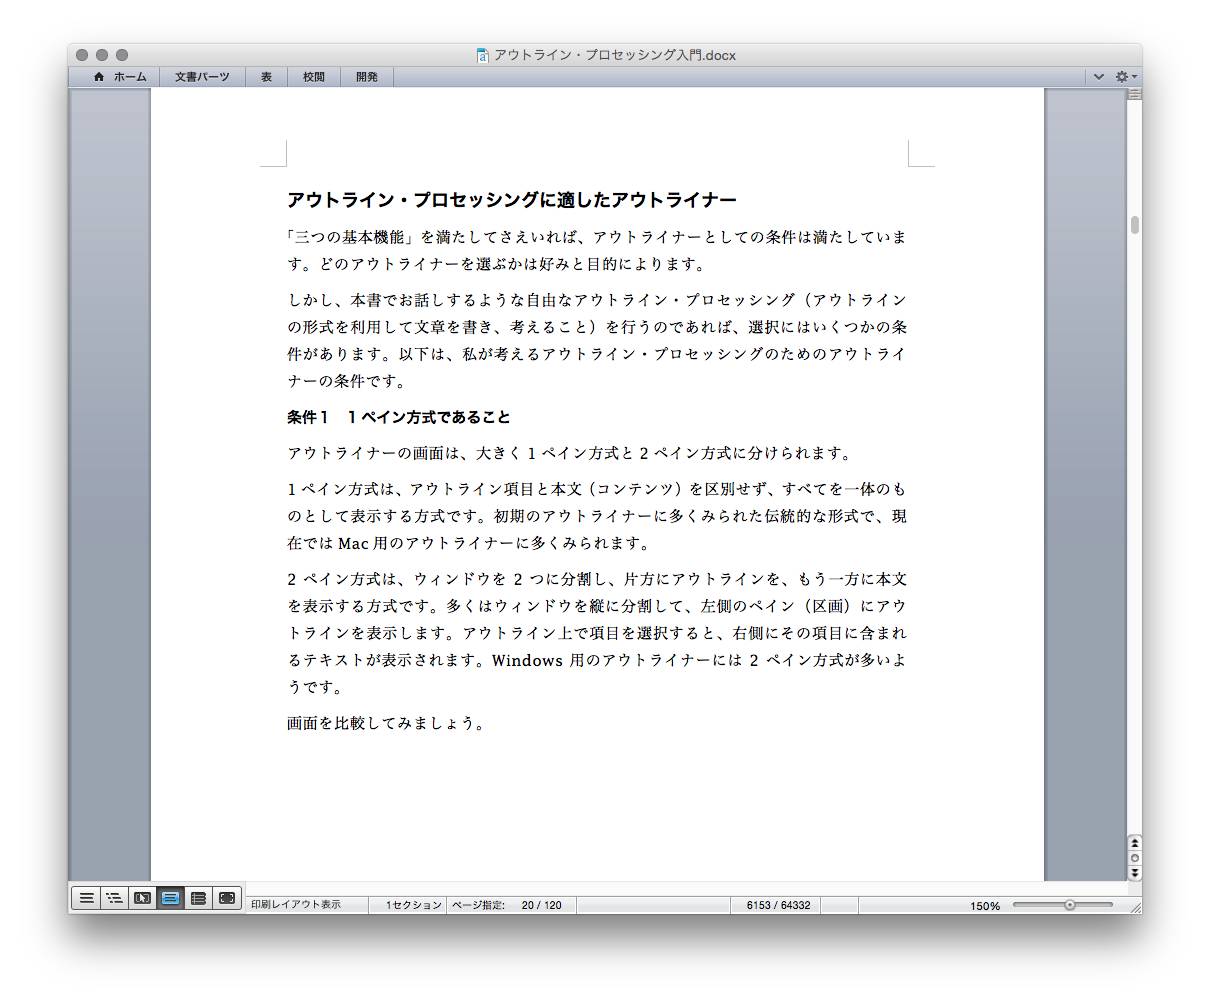 アウトライン・プロセッシング入門.docx
ホーム 文書パーツ 表 校閲 開発
アウトライン・プロセッシングに適したアウトライナー
「三つの基本機能」を満たしてさえいれば、アウトライナーとしての条件は満たしていま
す。どのアウトライナーを選ぶかは好みと目的によります。
しかし、本書でお話しするような自由なアウトライン・プロセッシング（アウトライン
の形式を利用して文章を書き、考えること）を行うのであれば、選択にはいくつかの条
件があります。以下は、私が考えるアウトライン・プロセッシングのためのアウトライ
ナーの条件です。
条件１　１ペイン方式であること
アウトライナーの画面は、大きく 1 ペイン方式と 2 ペイン方式に分けられます。
1 ペイン方式は、アウトライン項目と本文（コンテンツ）を区別せず、すべてを一体のも
のとして表示する方式です。初期のアウトライナーに多くみられた伝統的な形式で、現
在では Mac 用のアウトライナーに多くみられます。
2 ペイン方式は、ウィンドウを 2 つに分割し、片方にアウトラインを、もう一方に本文
を表示する方式です。多くはウィンドウを縦に分割して、左側のペイン（区画）にアウ
トラインを表示します。アウトライン上で項目を選択すると、右側にその項目に含まれ
るテキストが表示されます。Windows 用のアウトライナーには 2 ペイン方式が多いよ
うです。
画面を比較してみましょう。
印刷レイアウト表示 1セクション ページ指定: 20 / 120 6153 / 64332 150%